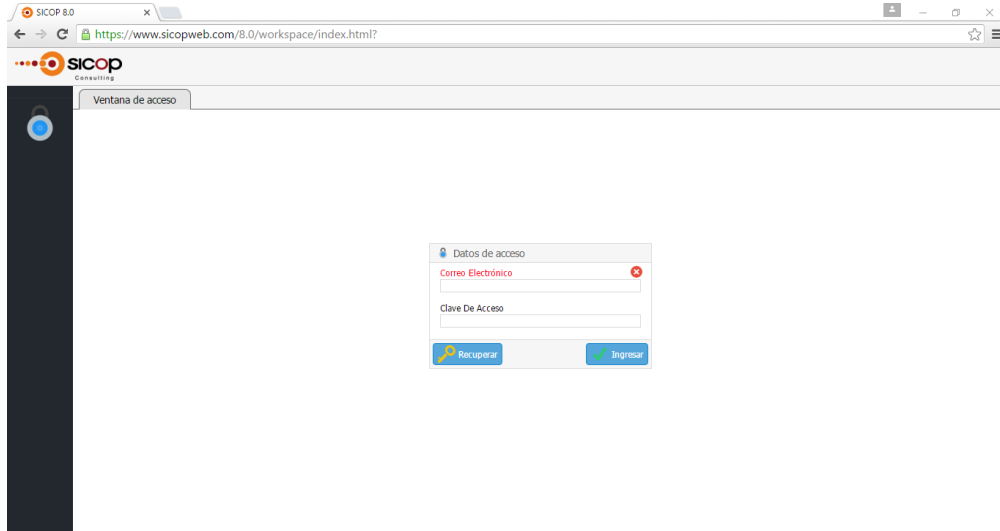 SICOP 8.0
https://www.sicopweb.com/8.0/workspace/index.html?
sicop
Consulting
Ventana de acceso
Datos de acceso
Correo Electrónico
Clave De Acceso
Recuperar Ingresar